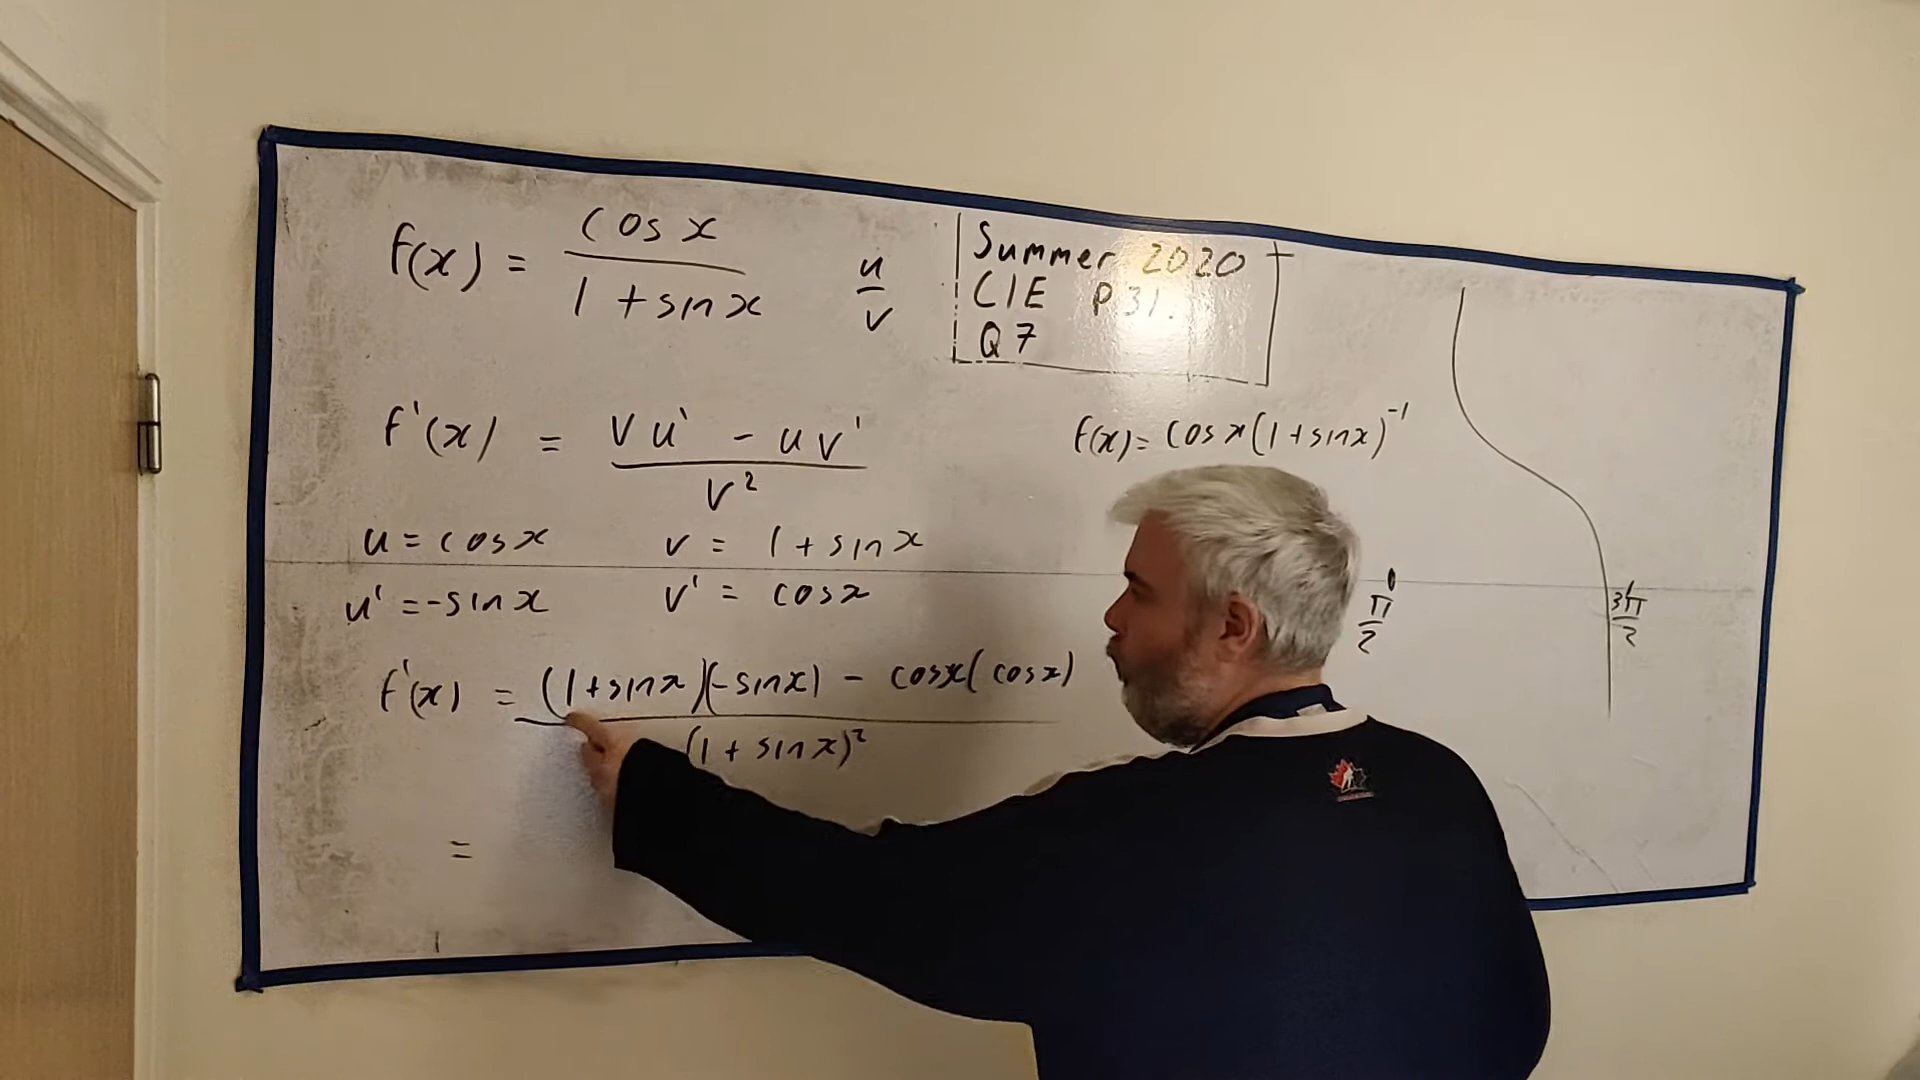 f(x) = cos x / 1 + sin x
u / v
Summer 2020
CIE P31.
Q7
f'(x) = vu' - uv' / v²
f(x) = cos x (1 + sin x)⁻¹
u = cos x
v = 1 + sin x
u' = -sin x
v' = cos x
π/2
3π/2
f'(x) = (1 + sin x)(-sin x) - cos x (cos x) / (1 + sin x)²
=